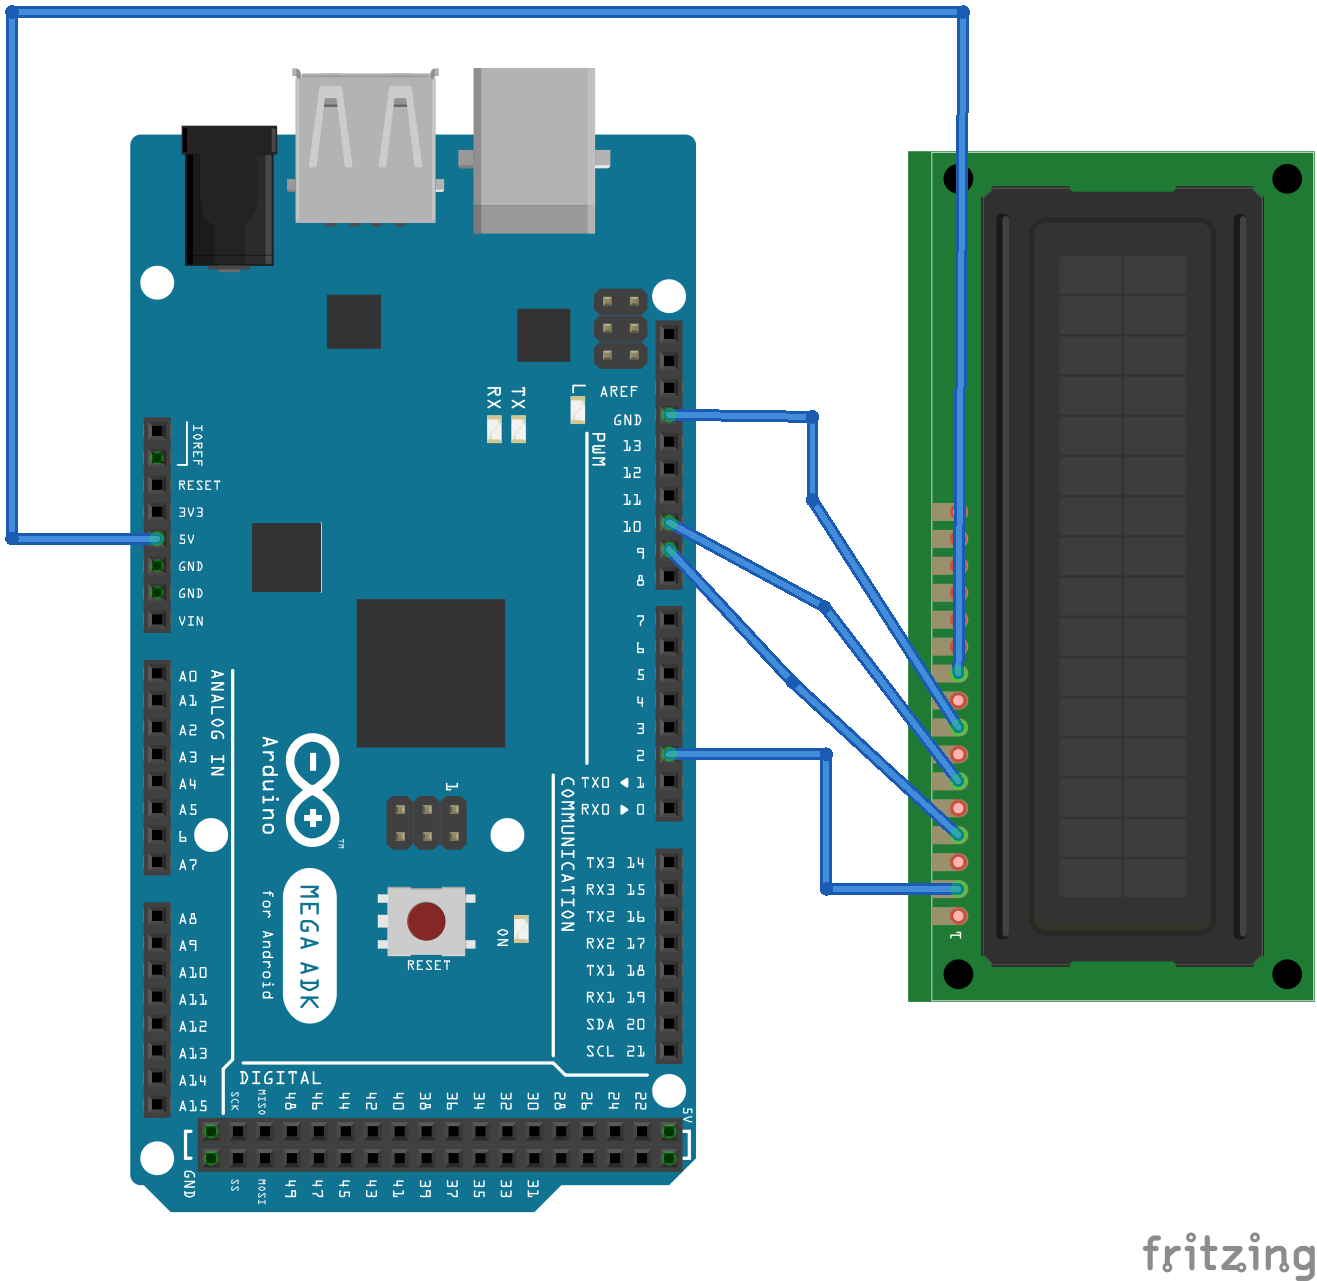 AREF
GND
13
12
11
10
9
8
PWM
L
TX
RX
IOREF
RESET
3V3
5V
GND
GND
VIN
7
6
5
4
3
2
TX0 ◄ 1
RX0 ► 0
A0
A1
A2
A3
A4
A5
6
A7
ANALOG IN
Arduino
TM
1
COMMUNICATION
TX3 14
RX3 15
TX2 16
RX2 17
TX1 18
RX1 19
SDA 20
SCL 21
A8
A9
A10
A11
A12
A13
A14
A15
for Android
MEGA ADK
RESET
ON
1
DIGITAL
SCK MISO 48 46 44 42 40 38 36 34 32 30 28 26 24 22
5V
GND
SS MOSI 49 47 45 43 41 39 37 35 33 31
fritzing